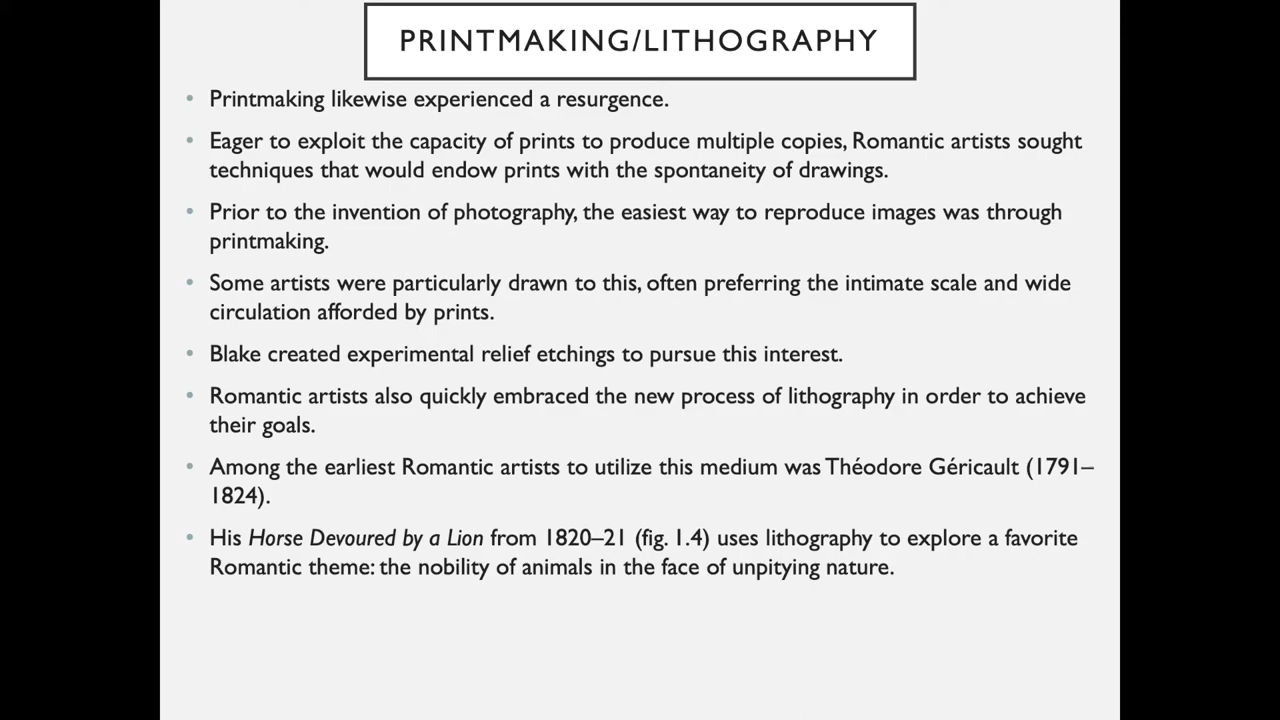 PRINTMAKING/LITHOGRAPHY
• Printmaking likewise experienced a resurgence.
• Eager to exploit the capacity of prints to produce multiple copies, Romantic artists sought
techniques that would endow prints with the spontaneity of drawings.
• Prior to the invention of photography, the easiest way to reproduce images was through
printmaking.
• Some artists were particularly drawn to this, often preferring the intimate scale and wide
circulation afforded by prints.
• Blake created experimental relief etchings to pursue this interest.
• Romantic artists also quickly embraced the new process of lithography in order to achieve
their goals.
• Among the earliest Romantic artists to utilize this medium was Théodore Géricault (1791–
1824).
• His Horse Devoured by a Lion from 1820–21 (fig. 1.4) uses lithography to explore a favorite
Romantic theme: the nobility of animals in the face of unpitying nature.